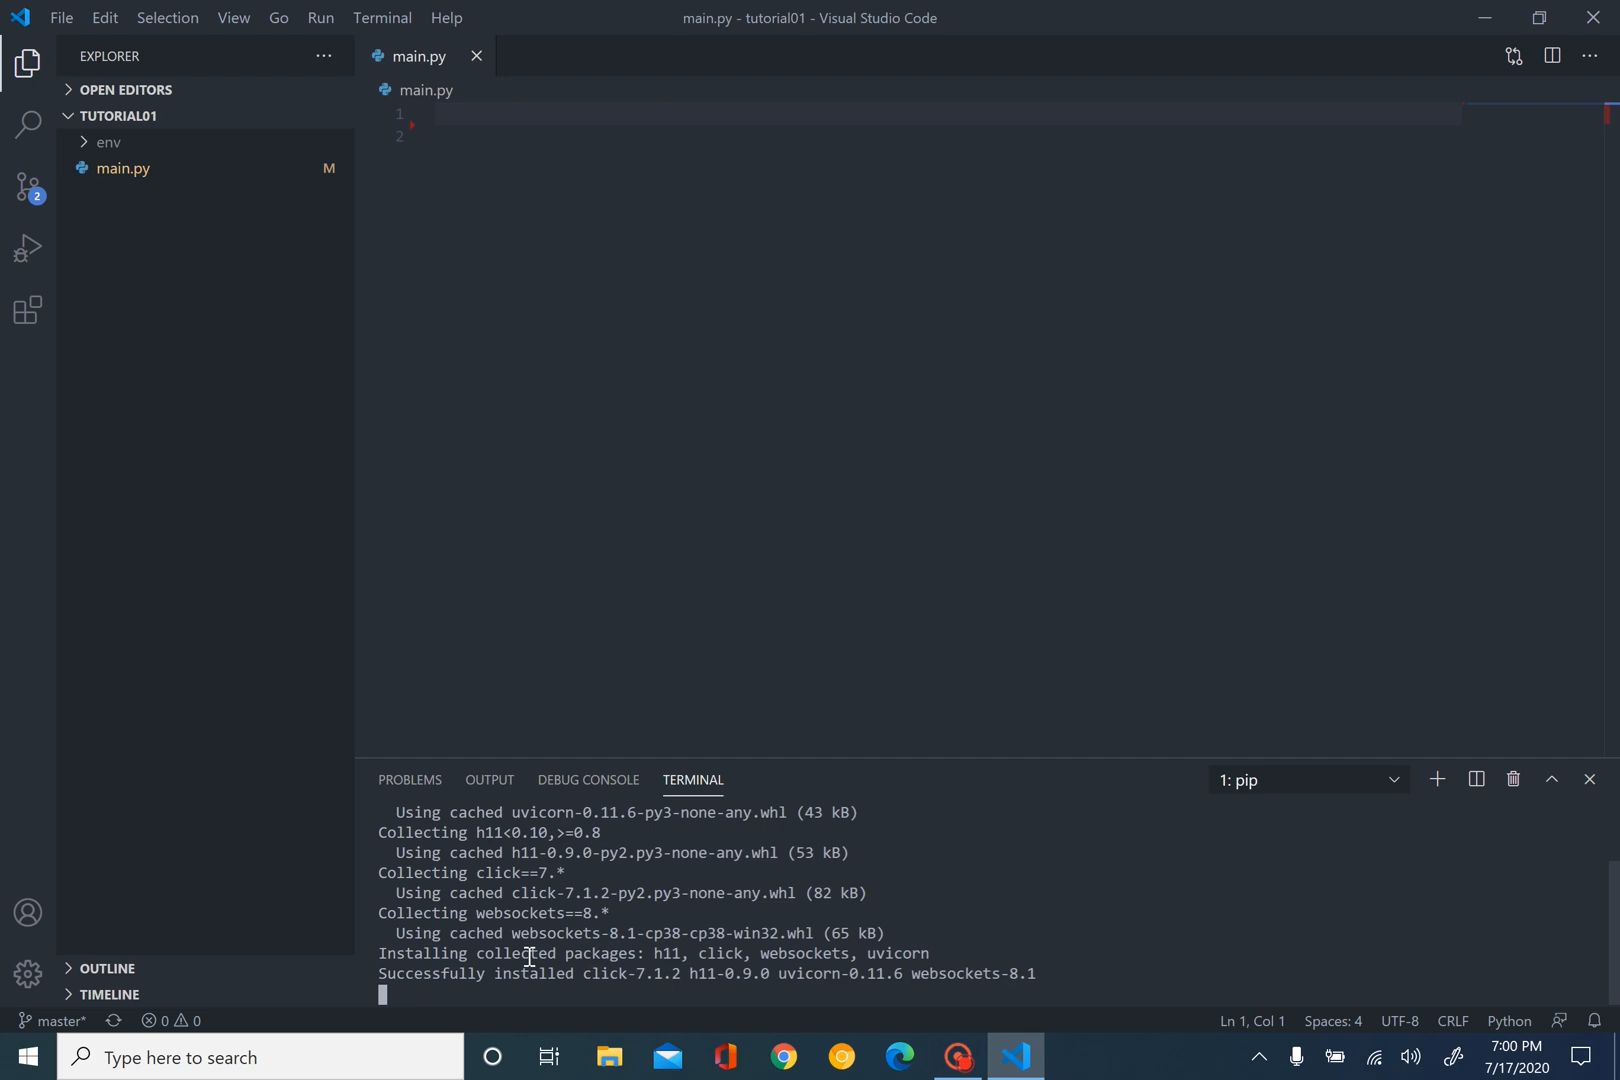 File Edit Selection View Go Run Terminal Help
main.py - tutorial01 - Visual Studio Code
EXPLORER
main.py
OPEN EDITORS
main.py
TUTORIAL01
1
env
2
main.py M
2
PROBLEMS OUTPUT DEBUG CONSOLE TERMINAL
1: pip
Using cached uvicorn-0.11.6-py3-none-any.whl (43 kB)
Collecting h11<0.10,>=0.8
Using cached h11-0.9.0-py2.py3-none-any.whl (53 kB)
Collecting click==7.*
Using cached click-7.1.2-py2.py3-none-any.whl (82 kB)
Collecting websockets==8.*
Using cached websockets-8.1-cp38-cp38-win32.whl (65 kB)
Installing collected packages: h11, click, websockets, uvicorn
Successfully installed click-7.1.2 h11-0.9.0 uvicorn-0.11.6 websockets-8.1
OUTLINE
TIMELINE
master* 0 0
Ln 1, Col 1 Spaces: 4 UTF-8 CRLF Python
Type here to search
7:00 PM
7/17/2020